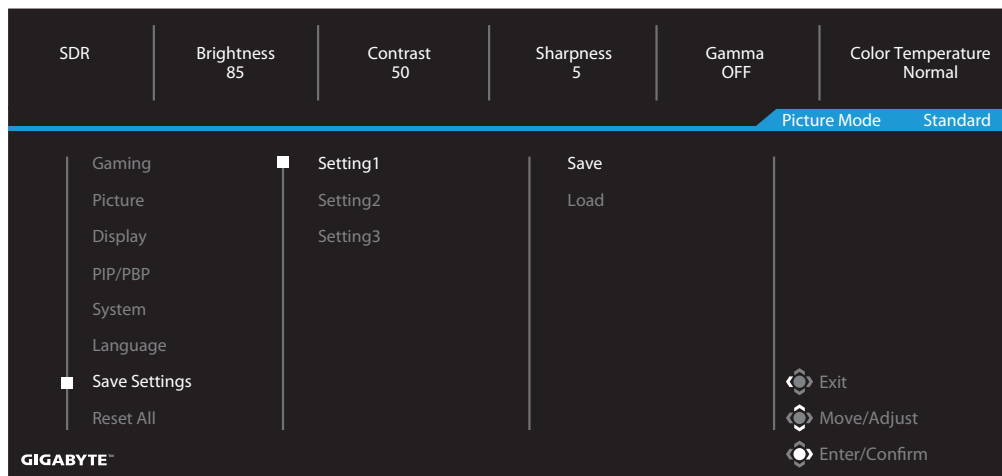 SDR
Brightness
85
Contrast
50
Sharpness
5
Gamma
OFF
Color Temperature
Normal
Picture Mode Standard
Gaming
Picture
Display
PIP/PBP
System
Language
Save Settings
Reset All
Setting1
Setting2
Setting3
Save
Load
Exit
Move/Adjust
Enter/Confirm
GIGABYTE™